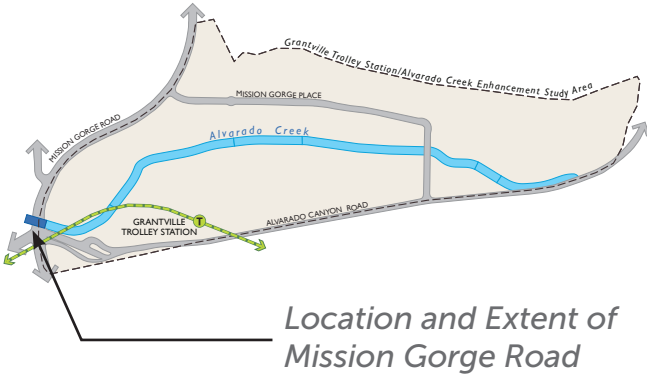 Grantville Trolley Station/Alvarado Creek Enhancement Study Area
MISSION GORGE PLACE
MISSION GORGE ROAD
Alvarado Creek
GRANTVILLE
TROLLEY STATION
T
ALVARADO CANYON ROAD
Location and Extent of
Mission Gorge Road